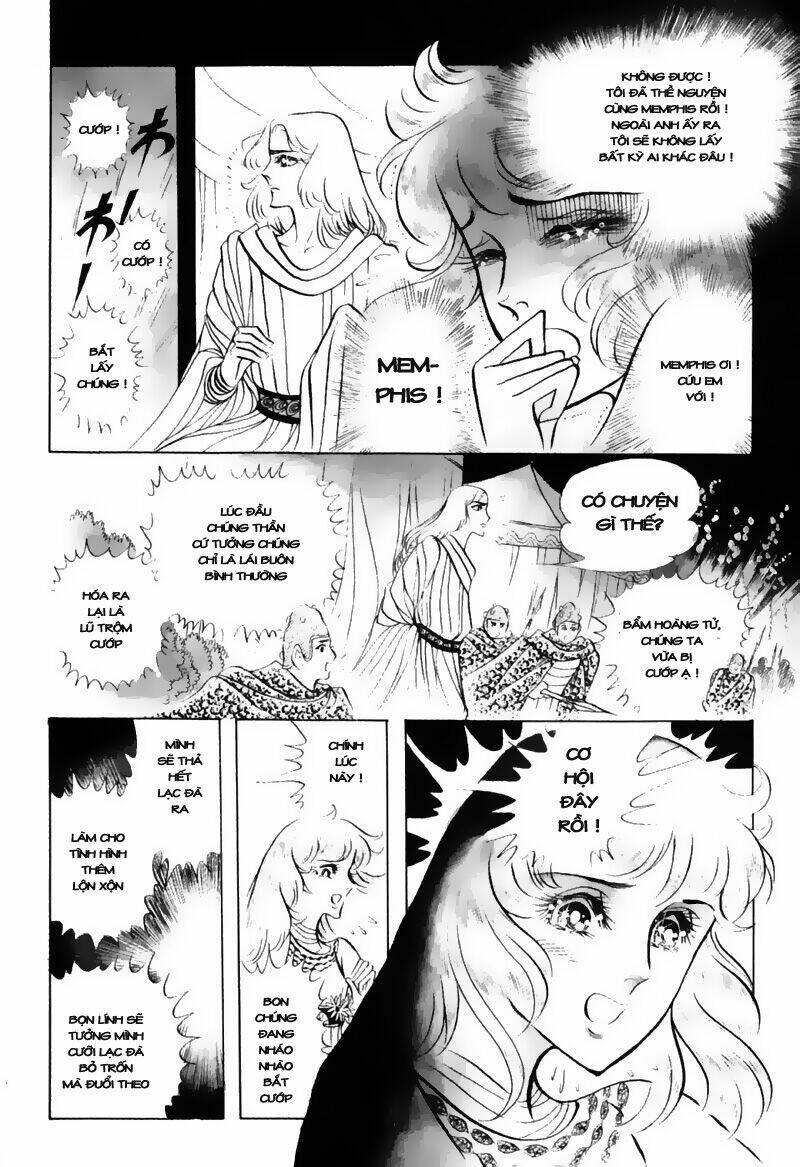 KHÔNG ĐƯỢC !
TÔI ĐÃ THỀ NGUYỆN
CÙNG MEMPHIS RỒI !
NGOÀI ANH ẤY RA
TÔI SẼ KHÔNG LẤY
BẤT KỲ AI KHÁC ĐÂU !
MEMPHIS ƠI !
CỨU EM
VỚI !
MEM-
PHIS !
わ
わ
CƯỚP !
CÓ
CƯỚP !
BẮT
LẤY
CHÚNG !
CÓ CHUYỆN
GÌ THẾ?
BẨM HOÀNG TỬ,
CHÚNG TA
VỪA BỊ
CƯỚP Ạ !
LÚC ĐẦU
CHÚNG THẦN
CỨ TƯỞNG CHÚNG
CHỈ LÀ LÁI BUÔN
BÌNH THƯỜNG
HÓA RA
LẠI LÀ
LŨ TRỘM
CƯỚP
CƠ
HỘI
ĐÂY
RỒI !
CHÍNH
LÚC
NÀY !
BON
CHÚNG
ĐANG
NHÁO
NHÀO
BẮT
CƯỚP
MÌNH
SẼ THẢ
HẾT
LẠC ĐÀ
RA
LÀM CHO
TÌNH HÌNH
THÊM
LỘN XỘN
BỌN LÍNH SẼ
TƯỞNG MÌNH
CƯỠI LẠC ĐÀ
BỎ TRỐN
MÀ ĐUỔI THEO